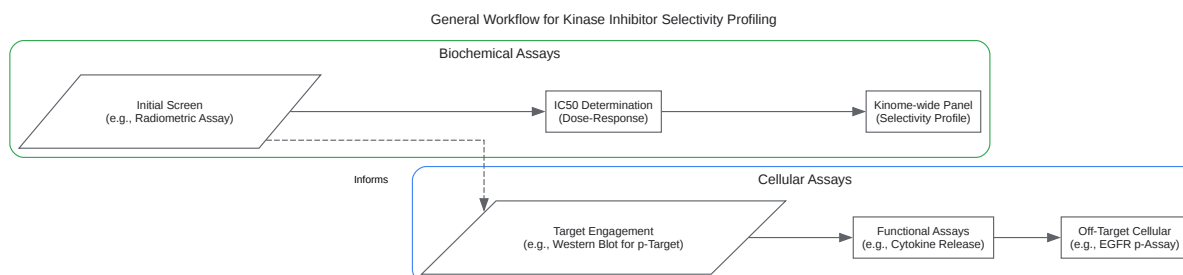 General Workflow for Kinase Inhibitor Selectivity Profiling
Biochemical Assays
Initial Screen
(e.g., Radiometric Assay)
IC50 Determination
(Dose-Response)
Kinome-wide Panel
(Selectivity Profile)
Informs
Cellular Assays
Target Engagement
(e.g., Western Blot for p-Target)
Functional Assays
(e.g., Cytokine Release)
Off-Target Cellular
(e.g., EGFR p-Assay)